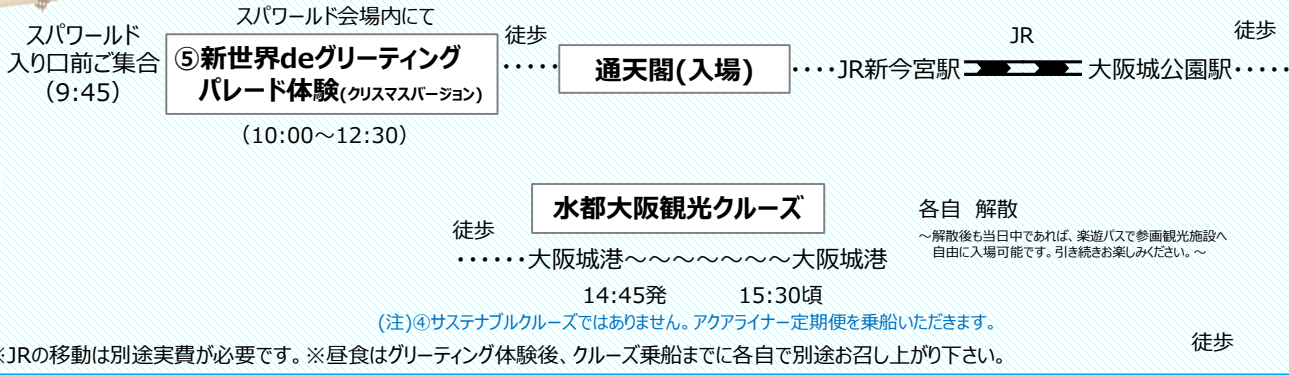 スパワールド会場内にて
スパワールド
入り口前ご集合
（9:45）
⑤新世界deグリーティング
パレード体験(クリスマスバージョン)
（10:00～12:30）
徒歩
・・・・・
通天閣(入場)
・・・・JR新今宮駅
JR
大阪城公園駅・・・・・
徒歩
水都大阪観光クルーズ
徒歩
・・・・・・大阪城港～～～～～～～大阪城港
14:45発 15:30頃
各自 解散
～解散後も当日中であれば、楽遊パスで参画観光施設へ
自由に入場可能です。引き続きお楽しみください。～
(注)④サステナブルクルーズではありません。アクアライナー定期便を乗船いただきます。
徒歩
※JRの移動は別途実費が必要です。※昼食はグリーティング体験後、クルーズ乗船までに各自で別途お召し上がり下さい。